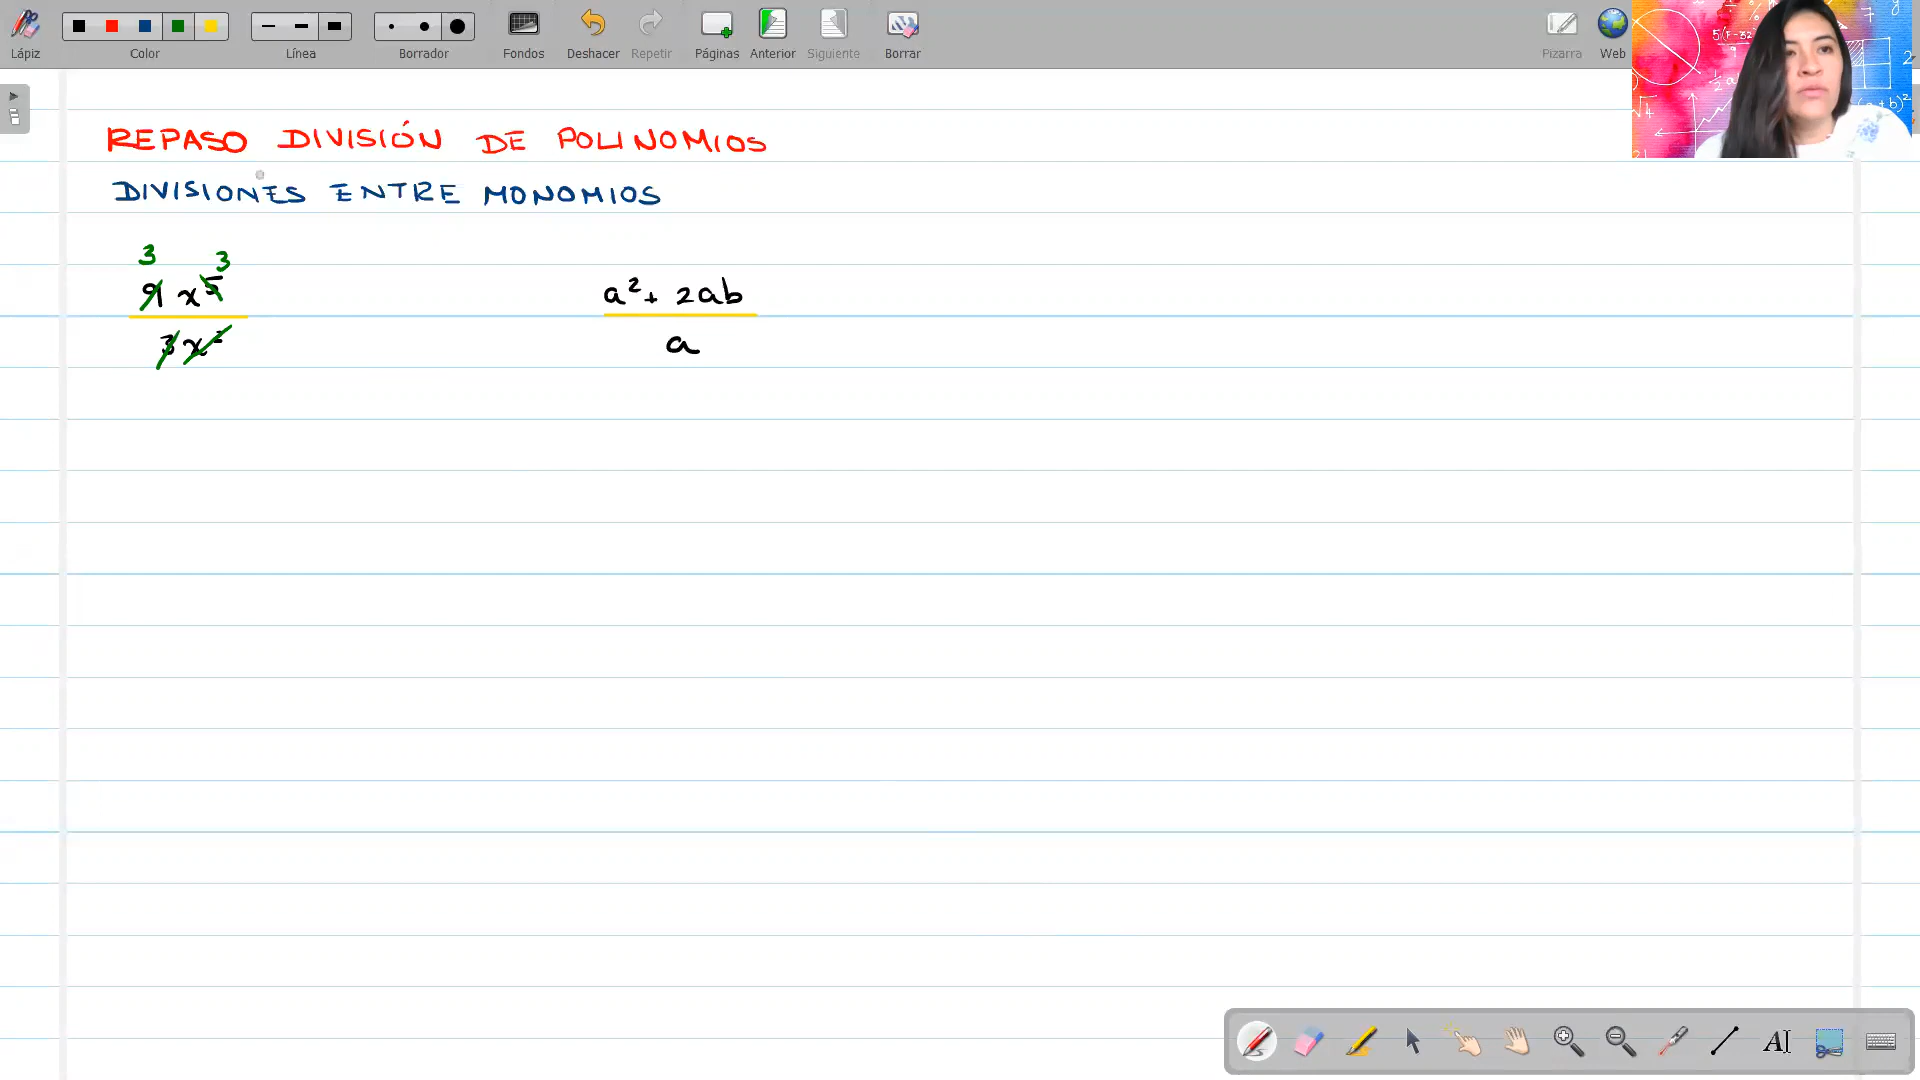 Lápiz Color Línea Borrador Fondos Deshacer Repetir Páginas Anterior Siguiente Borrar Pizarra Web
REPASO DIVISIÓN DE POLINOMIOS
DIVISIONES ENTRE MONOMIOS
3 3
9x⁵ a² + 2ab
3x² a